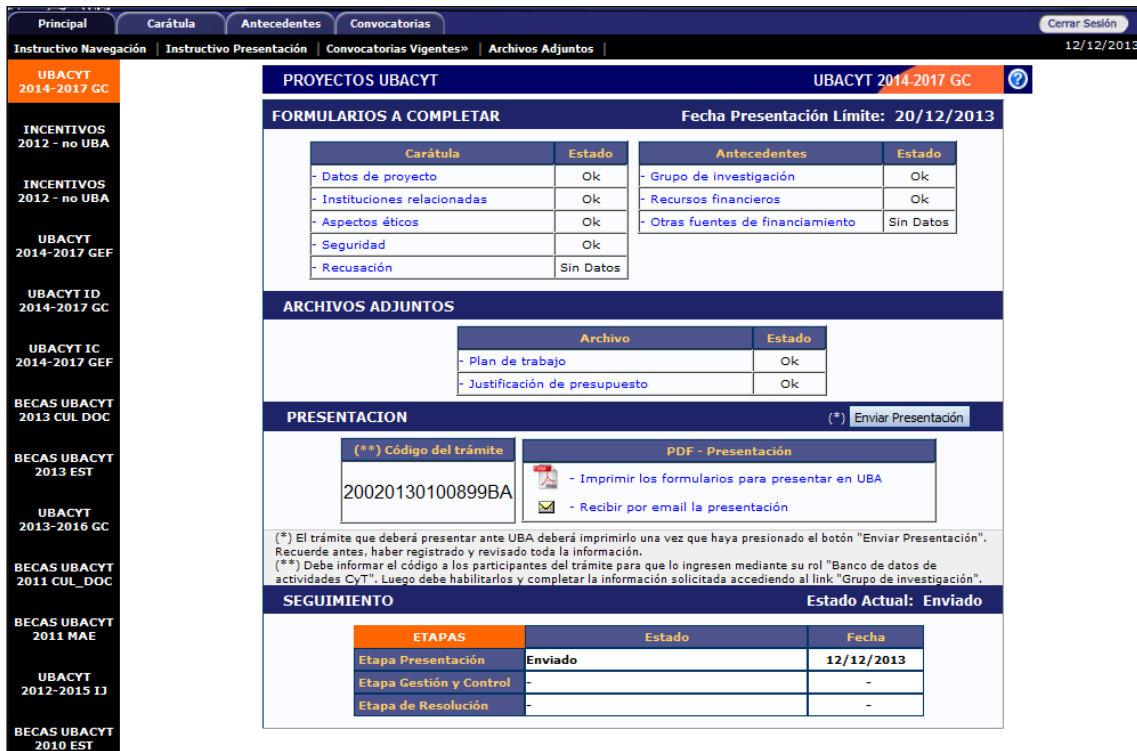 Principal Carátula Antecedentes Convocatorias Cerrar Sesión
Instructivo Navegación | Instructivo Presentación | Convocatorias Vigentes» | Archivos Adjuntos | 12/12/2013
UBACYT
2014-2017 GC
INCENTIVOS
2012 - no UBA
INCENTIVOS
2012 - no UBA
UBACYT
2014-2017 GEF
UBACYT ID
2014-2017 GC
UBACYT IC
2014-2017 GEF
BECAS UBACYT
2013 CUL DOC
BECAS UBACYT
2013 EST
UBACYT
2013-2016 GC
BECAS UBACYT
2011 CUL_DOC
BECAS UBACYT
2011 MAE
UBACYT
2012-2015 IJ
BECAS UBACYT
2010 EST
PROYECTOS UBACYT UBACYT 2014-2017 GC ?
FORMULARIOS A COMPLETAR Fecha Presentación Límite: 20/12/2013
Carátula Estado
- Datos de proyecto Ok
- Instituciones relacionadas Ok
- Aspectos éticos Ok
- Seguridad Ok
- Recusación Sin Datos
Antecedentes Estado
- Grupo de investigación Ok
- Recursos financieros Ok
- Otras fuentes de financiamiento Sin Datos
ARCHIVOS ADJUNTOS
Archivo Estado
- Plan de trabajo Ok
- Justificación de presupuesto Ok
PRESENTACION (*) Enviar Presentación
(**) Código del trámite
20020130100899BA
PDF - Presentación
- Imprimir los formularios para presentar en UBA
- Recibir por email la presentación
(*) El trámite que deberá presentar ante UBA deberá imprimirlo una vez que haya presionado el botón "Enviar Presentación".
Recuerde antes, haber registrado y revisado toda la información.
(**) Debe informar el código a los participantes del trámite para que lo ingresen mediante su rol "Banco de datos de
actividades CyT". Luego debe habilitarlos y completar la información solicitada accediendo al link "Grupo de investigación".
SEGUIMIENTO Estado Actual: Enviado
ETAPAS Estado Fecha
Etapa Presentación Enviado 12/12/2013
Etapa Gestión y Control - -
Etapa de Resolución - -